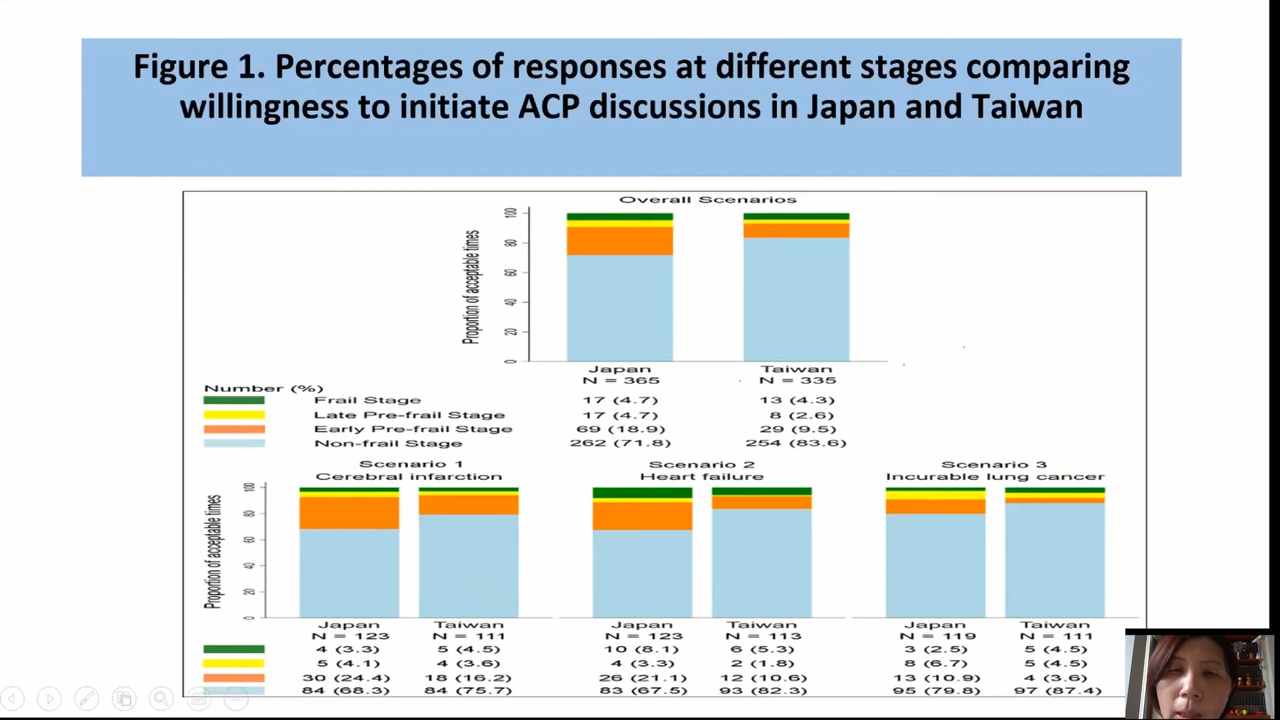 Figure 1. Percentages of responses at different stages comparing
willingness to initiate ACP discussions in Japan and Taiwan
Overall Scenarios
Proportion of acceptable times
100
80
60
40
20
0
Japan Taiwan
N = 365 N = 335
Number (%)
Frail Stage 17 (4.7) 13 (4.3)
Late Pre-frail Stage 17 (4.7) 8 (2.6)
Early Pre-frail Stage 69 (18.9) 29 (9.5)
Non-frail Stage 262 (71.8) 254 (83.6)
Scenario 1 Scenario 2 Scenario 3
Cerebral infarction Heart failure Incurable lung cancer
Proportion of acceptable times
100
80
60
40
20
0
Japan Taiwan Japan Taiwan Japan Taiwan
N = 123 N = 111 N = 123 N = 113 N = 119 N = 111
4 (3.3) 5 (4.5) 10 (8.1) 6 (5.3) 3 (2.5) 5 (4.5)
5 (4.1) 4 (3.6) 4 (3.3) 2 (1.8) 8 (6.7) 5 (4.5)
30 (24.4) 18 (16.2) 26 (21.1) 12 (10.6) 13 (10.9) 4 (3.6)
84 (68.3) 84 (75.7) 83 (67.5) 93 (82.3) 95 (79.8) 97 (87.4)